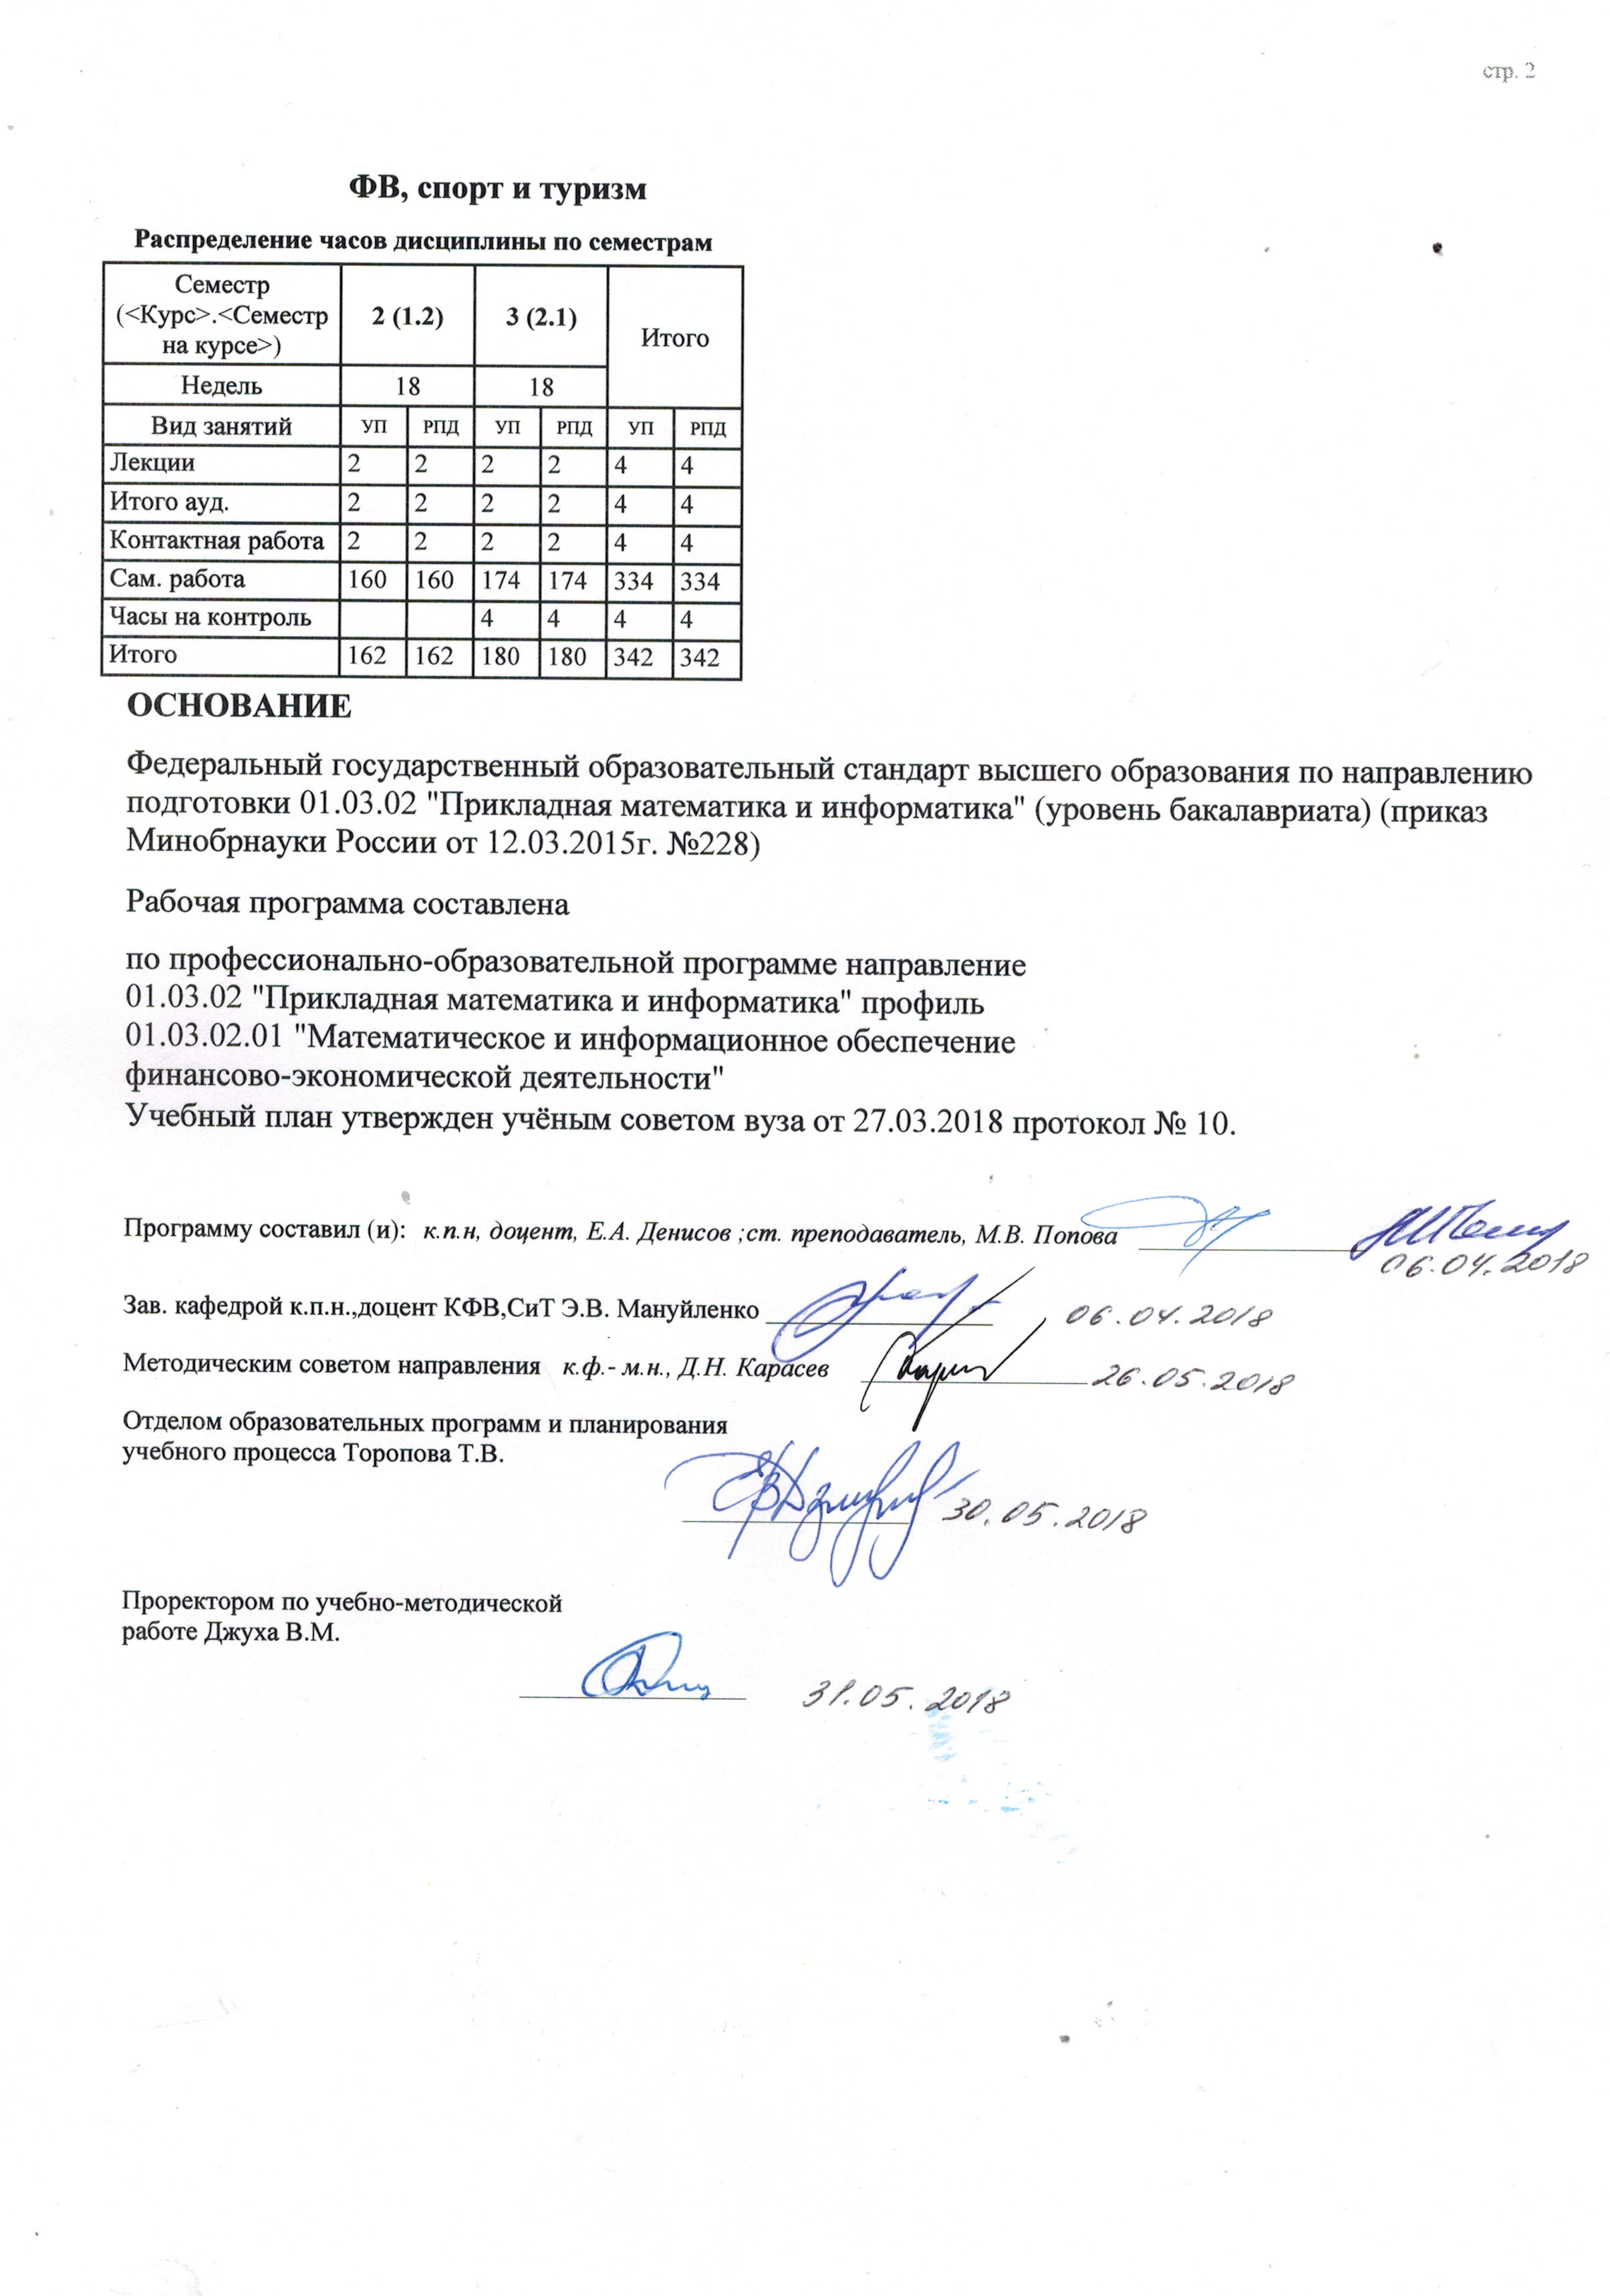 стр. 2
ФВ, спорт и туризм
Распределение часов дисциплины по семестрам
Семестр (<Курс>.<Семестр на курсе>) 2 (1.2) 3 (2.1) Итого
Недель 18 18
Вид занятий УП РПД УП РПД УП РПД
Лекции 2 2 2 2 4 4
Итого ауд. 2 2 2 2 4 4
Контактная работа 2 2 2 2 4 4
Сам. работа 160 160 174 174 334 334
Часы на контроль 4 4 4 4
Итого 162 162 180 180 342 342
ОСНОВАНИЕ
Федеральный государственный образовательный стандарт высшего образования по направлению
подготовки 01.03.02 "Прикладная математика и информатика" (уровень бакалавриата) (приказ
Минобрнауки России от 12.03.2015г. №228)
Рабочая программа составлена
по профессионально-образовательной программе направление
01.03.02 "Прикладная математика и информатика" профиль
01.03.02.01 "Математическое и информационное обеспечение
финансово-экономической деятельности"
Учебный план утвержден учёным советом вуза от 27.03.2018 протокол № 10.
Программу составил (и): к.п.н, доцент, Е.А. Денисов ;ст. преподаватель, М.В. Попова
06.04.2018
Зав. кафедрой к.п.н.,доцент КФВ,СиТ Э.В. Мануйленко 06.04.2018
Методическим советом направления к.ф.- м.н., Д.Н. Карасев 26.05.2018
Отделом образовательных программ и планирования
учебного процесса Торопова Т.В.
30.05.2018
Проректором по учебно-методической
работе Джуха В.М.
31.05.2018